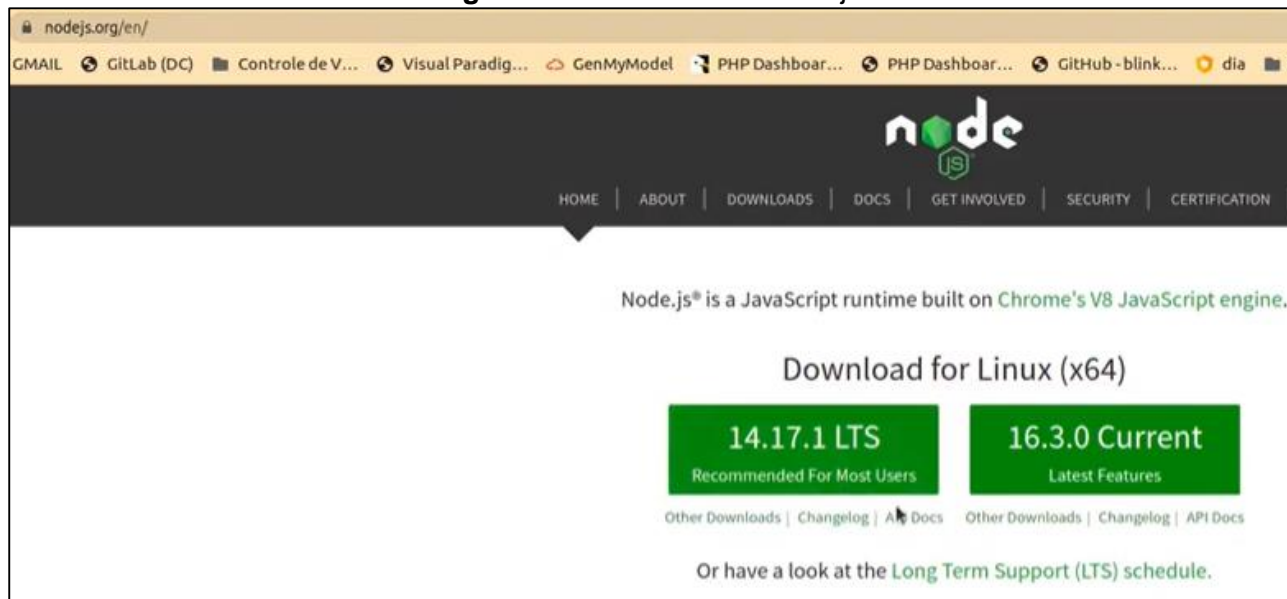 nodejs.org/en/
GMAIL GitLab (DC) Controle de V... Visual Paradig... GenMyModel PHP Dashboar... PHP Dashboar... GitHub - blink... dia
node
JS
HOME | ABOUT | DOWNLOADS | DOCS | GET INVOLVED | SECURITY | CERTIFICATION
Node.js® is a JavaScript runtime built on Chrome's V8 JavaScript engine.
Download for Linux (x64)
14.17.1 LTS 16.3.0 Current
Recommended For Most Users Latest Features
Other Downloads | Changelog | Docs Other Downloads | Changelog | API Docs
Or have a look at the Long Term Support (LTS) schedule.